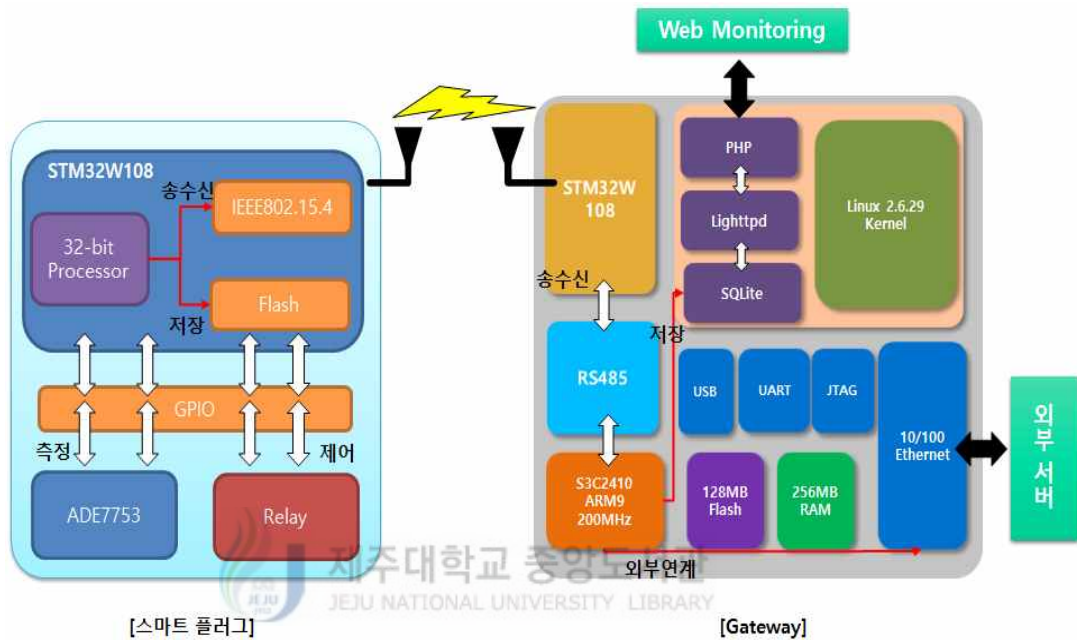 Web Monitoring
STM32W108
송수신
IEEE802.15.4
32-bit
Processor
Flash
저장
GPIO
측정
제어
ADE7753
Relay
[스마트 플러그]
STM32W
108
송수신
RS485
S3C2410
ARM9
200MHz
저장
PHP
Lighttpd
SQLite
Linux 2.6.29
Kernel
USB
UART
JTAG
10/100
Ethernet
128MB
Flash
256MB
RAM
외부연계
외부 서버
[Gateway]
제주대학교 중앙도서관
JEJU NATIONAL UNIVERSITY LIBRARY
JEJU